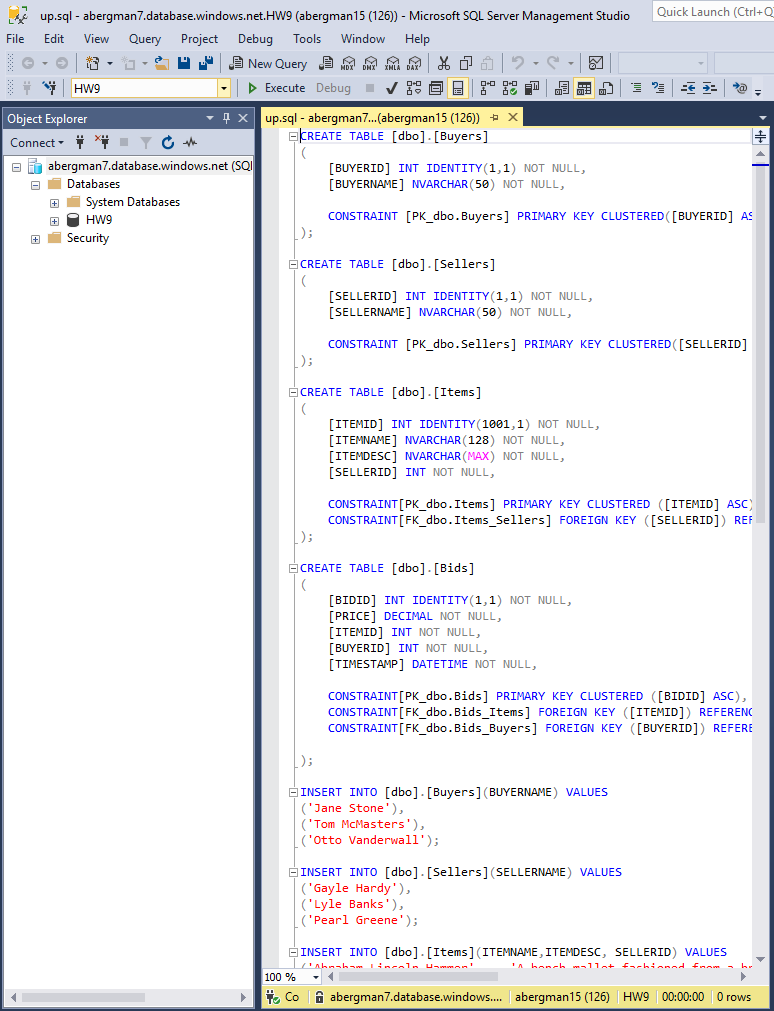 up.sql - abergman7.database.windows.net.HW9 (abergman15 (126)) - Microsoft SQL Server Management Studio
Quick Launch (Ctrl+Q
File Edit View Query Project Debug Tools Window Help
New Query MDX DMX XMLA DAX
HW9 Execute Debug
Object Explorer
Connect
abergman7.database.windows.net (SQL
Databases
System Databases
HW9
Security
up.sql - abergman7...(abergman15 (126))
CREATE TABLE [dbo].[Buyers]
(
[BUYERID] INT IDENTITY(1,1) NOT NULL,
[BUYERNAME] NVARCHAR(50) NOT NULL,
CONSTRAINT [PK_dbo.Buyers] PRIMARY KEY CLUSTERED([BUYERID] AS
);
CREATE TABLE [dbo].[Sellers]
(
[SELLERID] INT IDENTITY(1,1) NOT NULL,
[SELLERNAME] NVARCHAR(50) NOT NULL,
CONSTRAINT [PK_dbo.Sellers] PRIMARY KEY CLUSTERED([SELLERID]
);
CREATE TABLE [dbo].[Items]
(
[ITEMID] INT IDENTITY(1001,1) NOT NULL,
[ITEMNAME] NVARCHAR(128) NOT NULL,
[ITEMDESC] NVARCHAR(MAX) NOT NULL,
[SELLERID] INT NOT NULL,
CONSTRAINT[PK_dbo.Items] PRIMARY KEY CLUSTERED ([ITEMID] ASC)
CONSTRAINT[FK_dbo.Items_Sellers] FOREIGN KEY ([SELLERID]) REF
);
CREATE TABLE [dbo].[Bids]
(
[BIDID] INT IDENTITY(1,1) NOT NULL,
[PRICE] DECIMAL NOT NULL,
[ITEMID] INT NOT NULL,
[BUYERID] INT NOT NULL,
[TIMESTAMP] DATETIME NOT NULL,
CONSTRAINT[PK_dbo.Bids] PRIMARY KEY CLUSTERED ([BIDID] ASC),
CONSTRAINT[FK_dbo.Bids_Items] FOREIGN KEY ([ITEMID]) REFERENC
CONSTRAINT[FK_dbo.Bids_Buyers] FOREIGN KEY ([BUYERID]) REFERE
);
INSERT INTO [dbo].[Buyers](BUYERNAME) VALUES
('Jane Stone'),
('Tom McMasters'),
('Otto Vanderwall');
INSERT INTO [dbo].[Sellers](SELLERNAME) VALUES
('Gayle Hardy'),
('Lyle Banks'),
('Pearl Greene');
INSERT INTO [dbo].[Items](ITEMNAME,ITEMDESC, SELLERID) VALUES
('Abraham Lincoln Hammer' ,'A bench mallet fashioned from a br
100 %
Co abergman7.database.windows.... abergman15 (126) HW9 00:00:00 0 rows